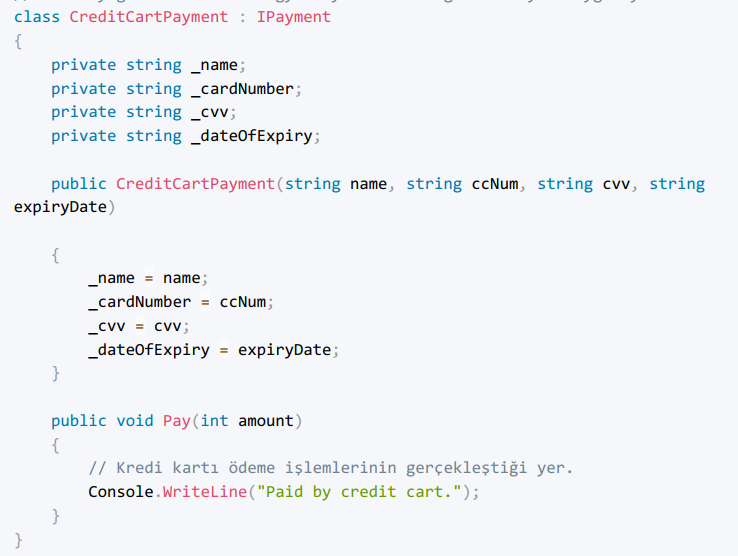 class CreditCartPayment : IPayment
{
    private string _name;
    private string _cardNumber;
    private string _cvv;
    private string _dateOfExpiry;

    public CreditCartPayment(string name, string ccNum, string cvv, string
expiryDate)

    {
        _name = name;
        _cardNumber = ccNum;
        _cvv = cvv;
        _dateOfExpiry = expiryDate;
    }

    public void Pay(int amount)
    {
        // Kredi kartı ödeme işlemlerinin gerçekleştiği yer.
        Console.WriteLine("Paid by credit cart.");
    }
}